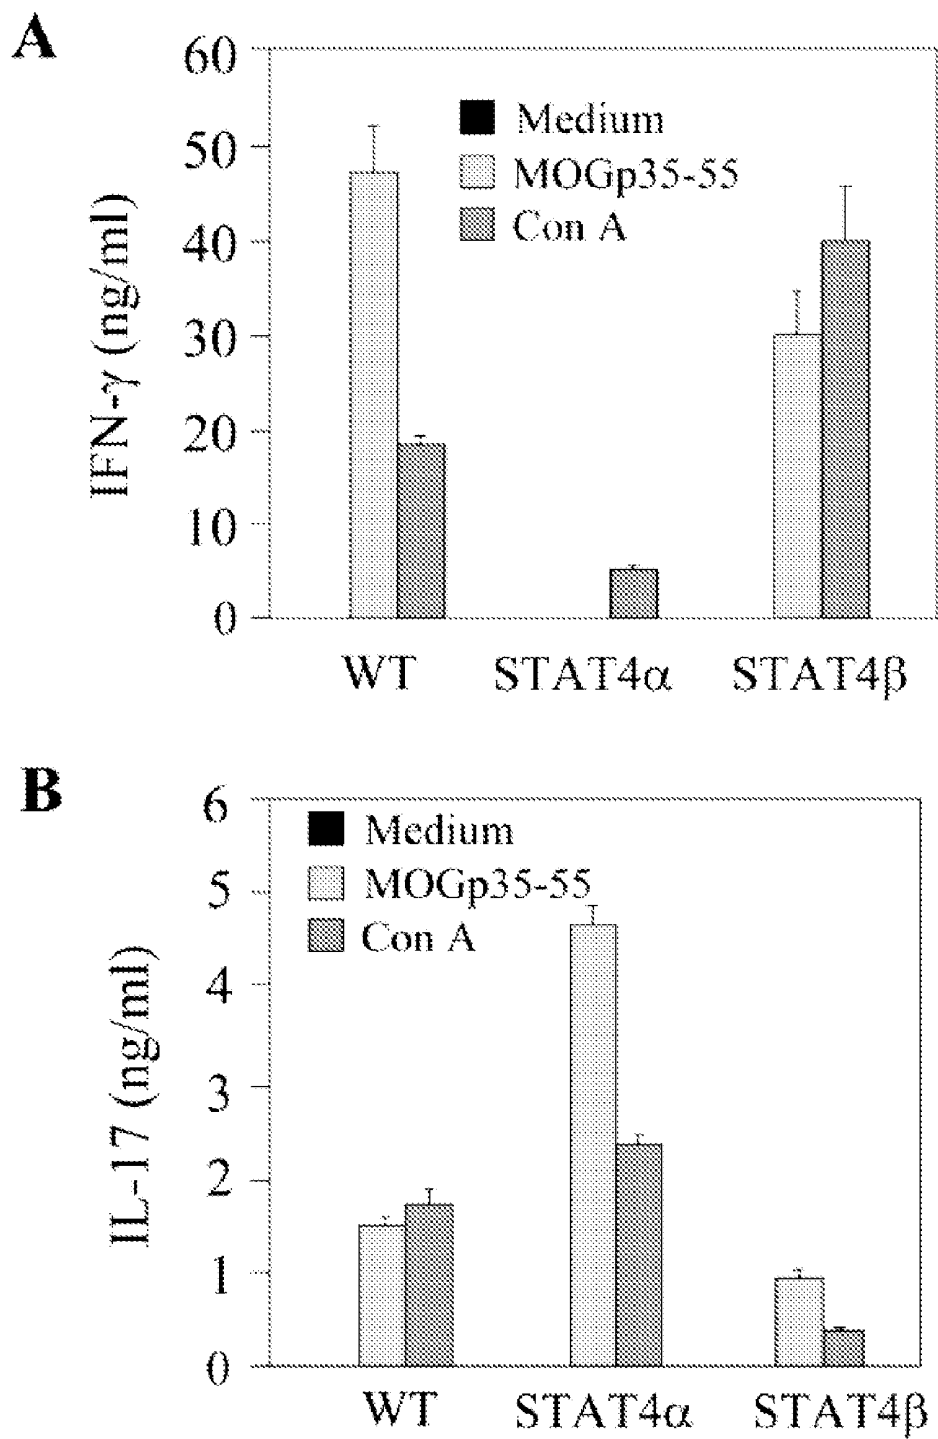 A
60
50
40
30
20
10
0
IFN-γ (ng/ml)
Medium
MOGp35-55
Con A
WT STAT4α STAT4β
B
6
5
4
3
2
1
0
IL-17 (ng/ml)
Medium
MOGp35-55
Con A
WT STAT4α STAT4β